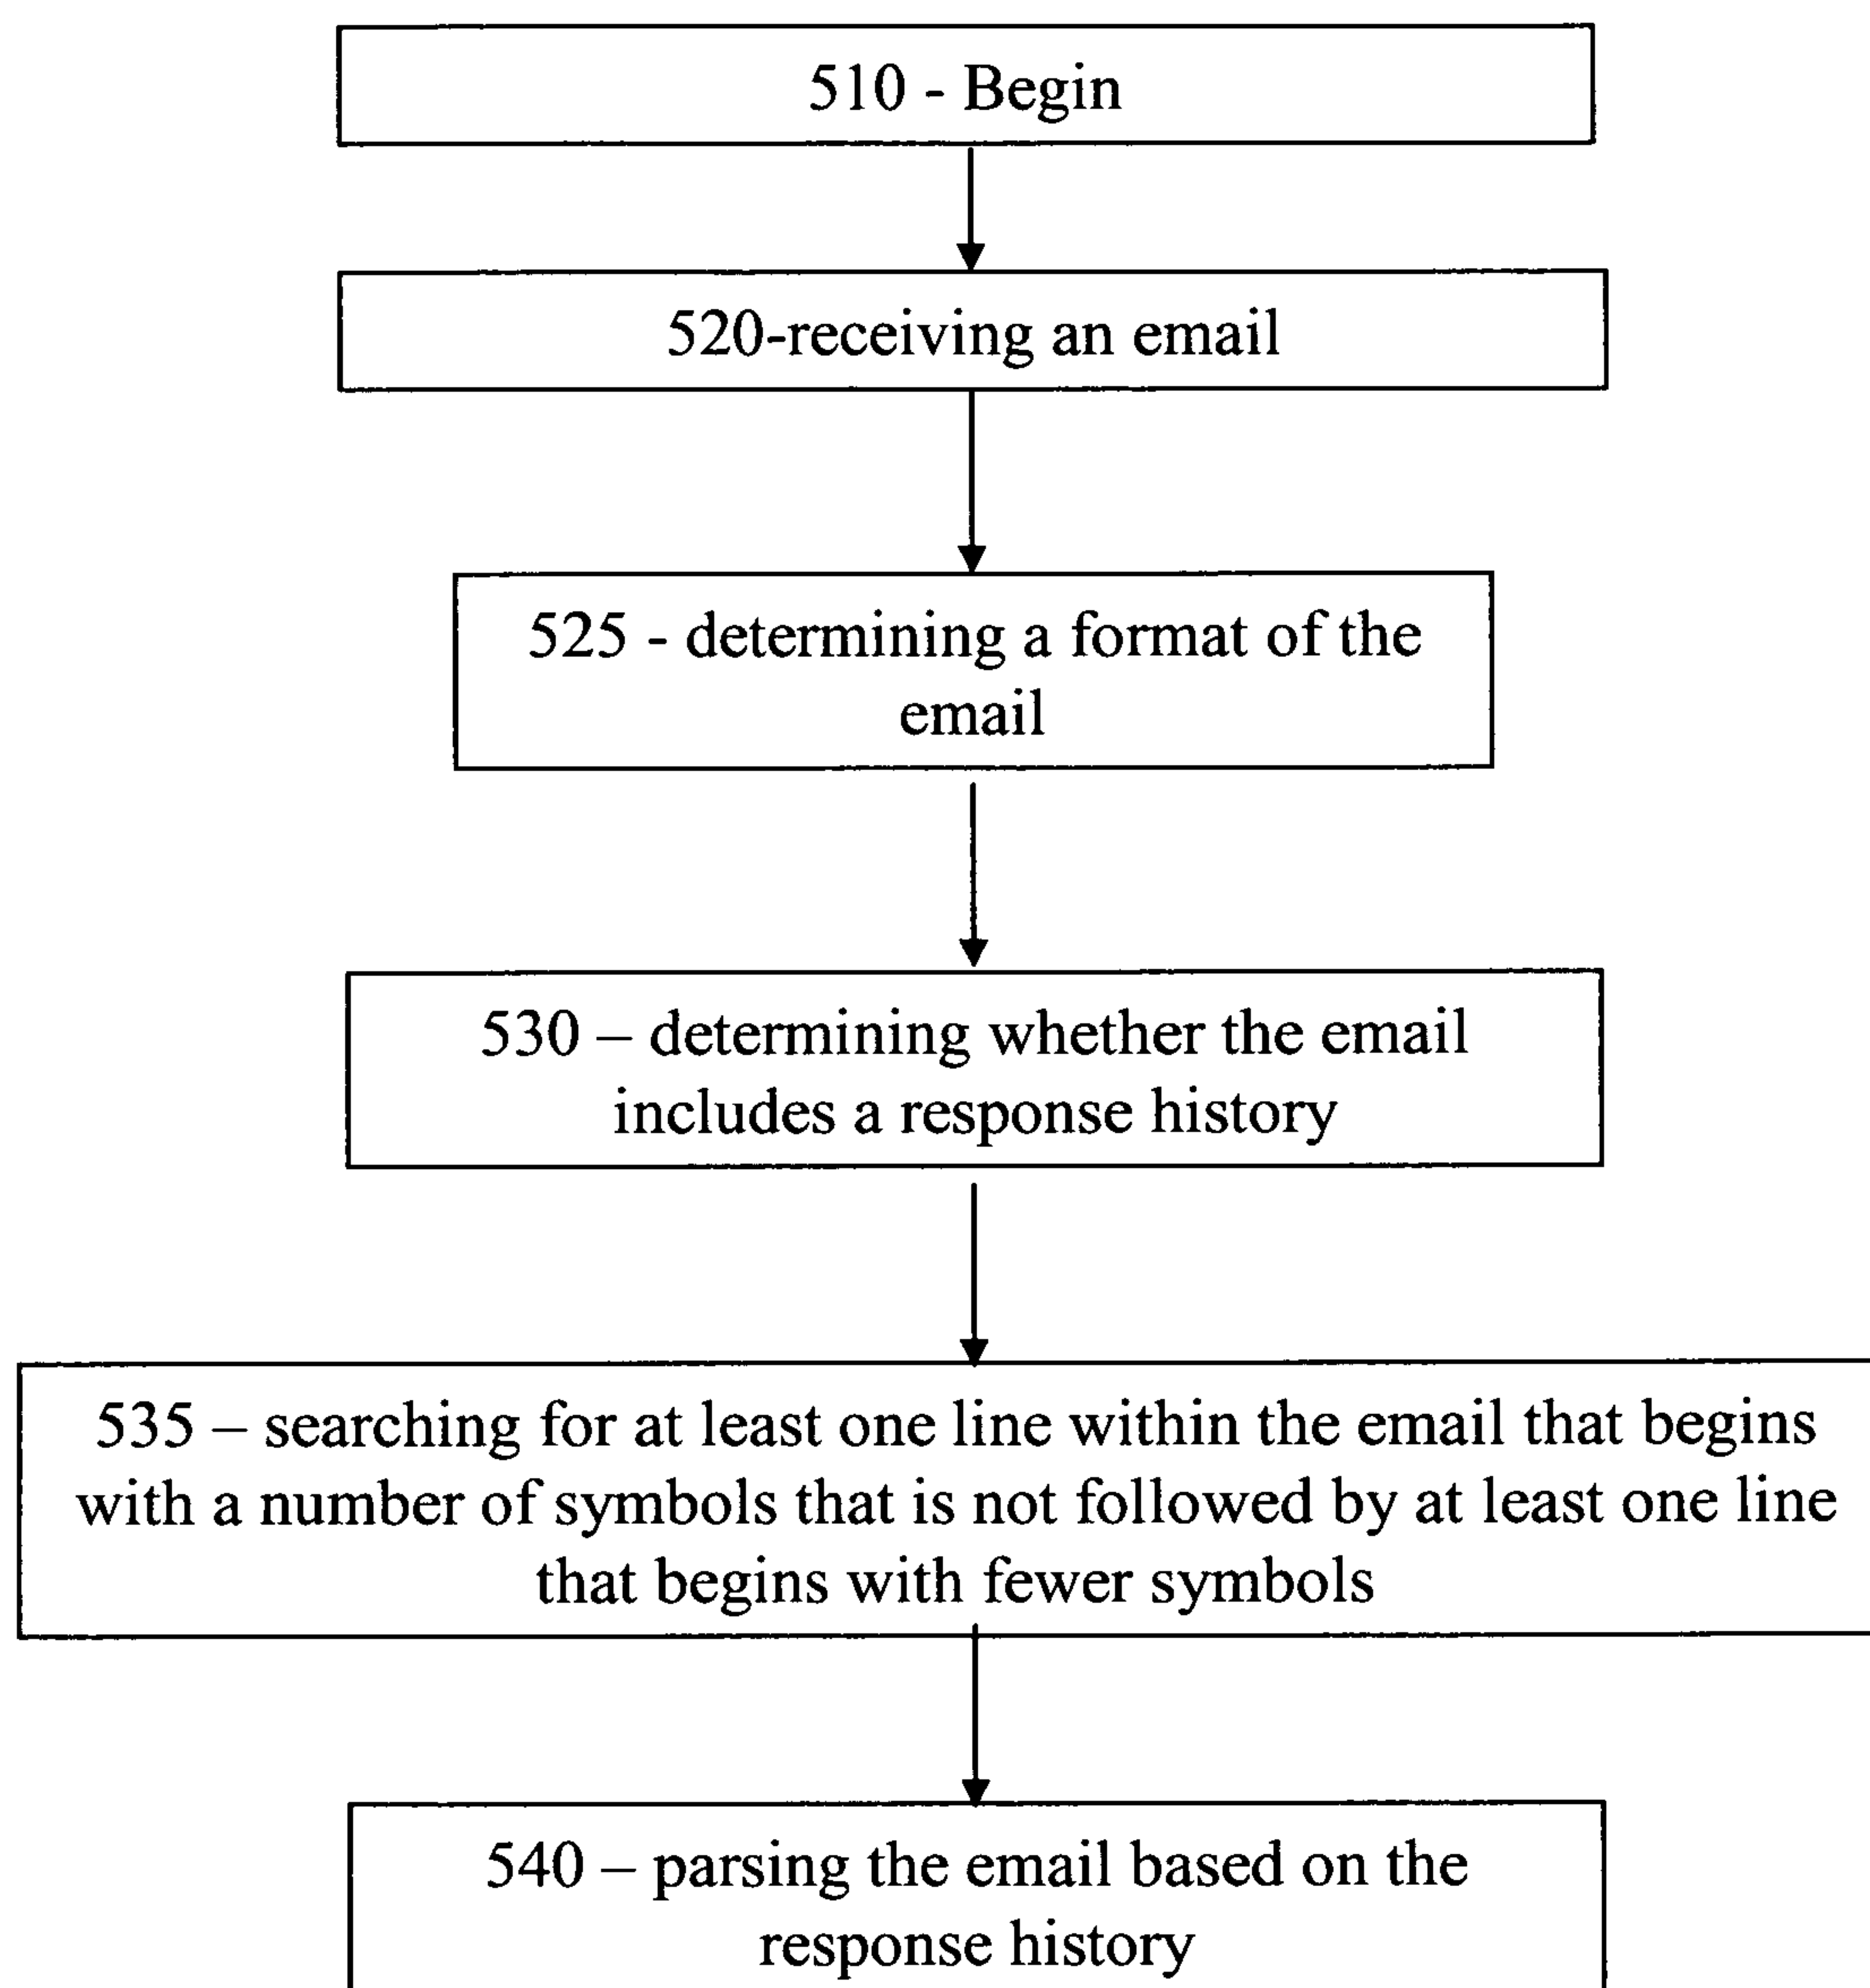 510 - Begin
520-receiving an email
525 - determining a format of the
email
530 – determining whether the email
includes a response history
535 – searching for at least one line within the email that begins
with a number of symbols that is not followed by at least one line
that begins with fewer symbols
540 – parsing the email based on the
response history